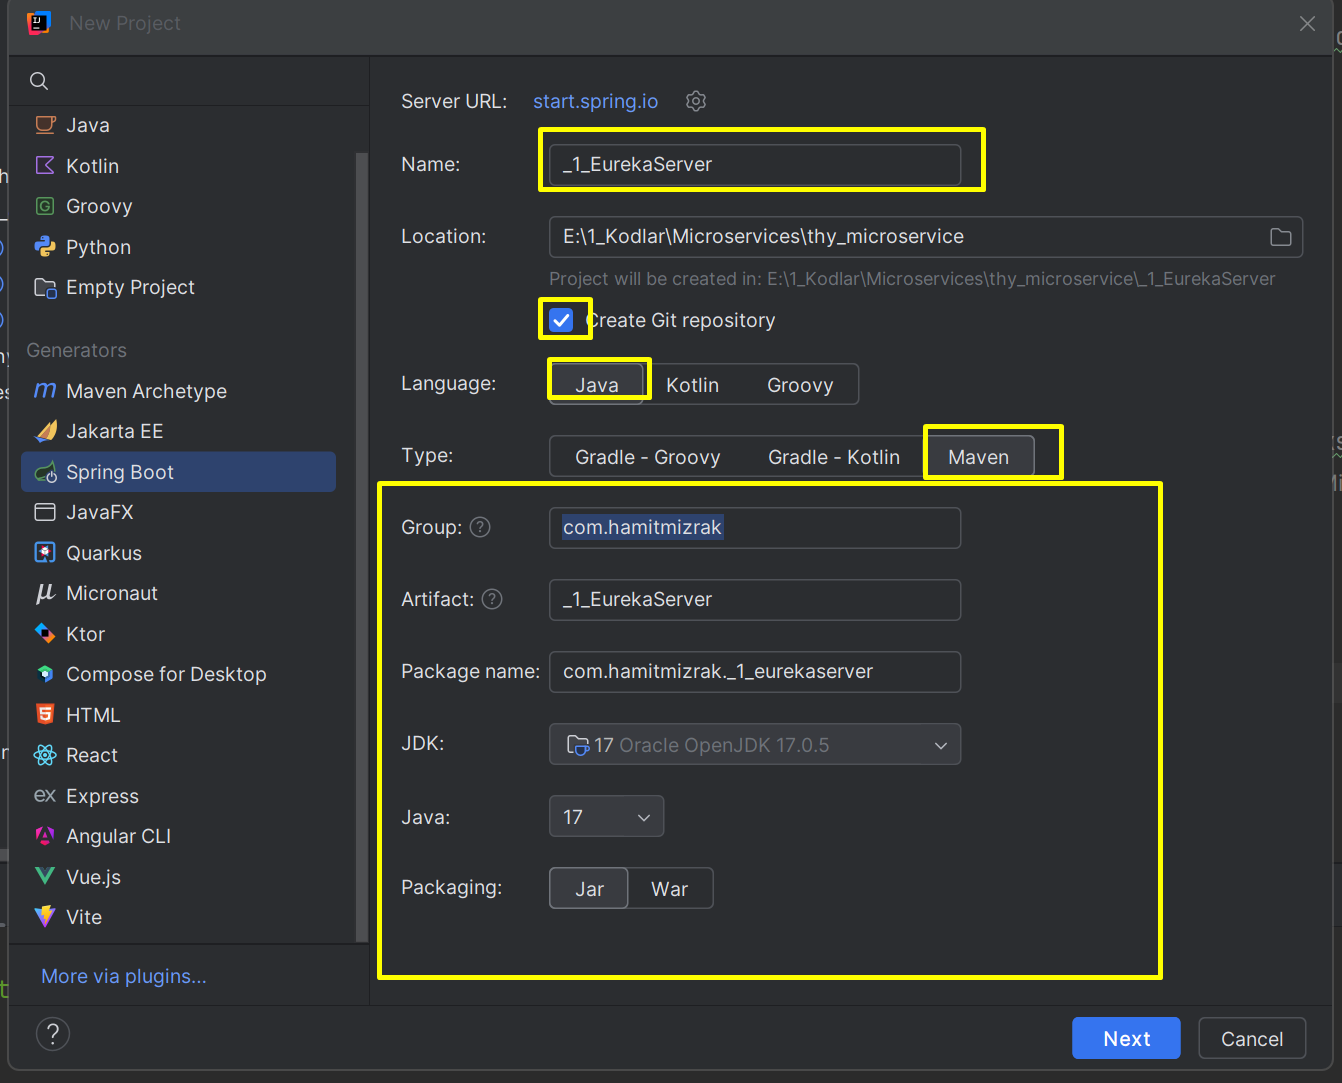 New Project
Java
Kotlin
Groovy
Python
Empty Project
Generators
Maven Archetype
Jakarta EE
Spring Boot
JavaFX
Quarkus
Micronaut
Ktor
Compose for Desktop
HTML
React
Express
Angular CLI
Vue.js
Vite
More via plugins...
Server URL: start.spring.io
Name: _1_EurekaServer
Location: E:\1_Kodlar\Microservices\thy_microservice
Project will be created in: E:\1_Kodlar\Microservices\thy_microservice\_1_EurekaServer
Create Git repository
Language: Java Kotlin Groovy
Type: Gradle - Groovy Gradle - Kotlin Maven
Group: ? com.hamitmizrak
Artifact: ? _1_EurekaServer
Package name: com.hamitmizrak._1_eurekaserver
JDK: 17 Oracle OpenJDK 17.0.5
Java: 17
Packaging: Jar War
? Next Cancel